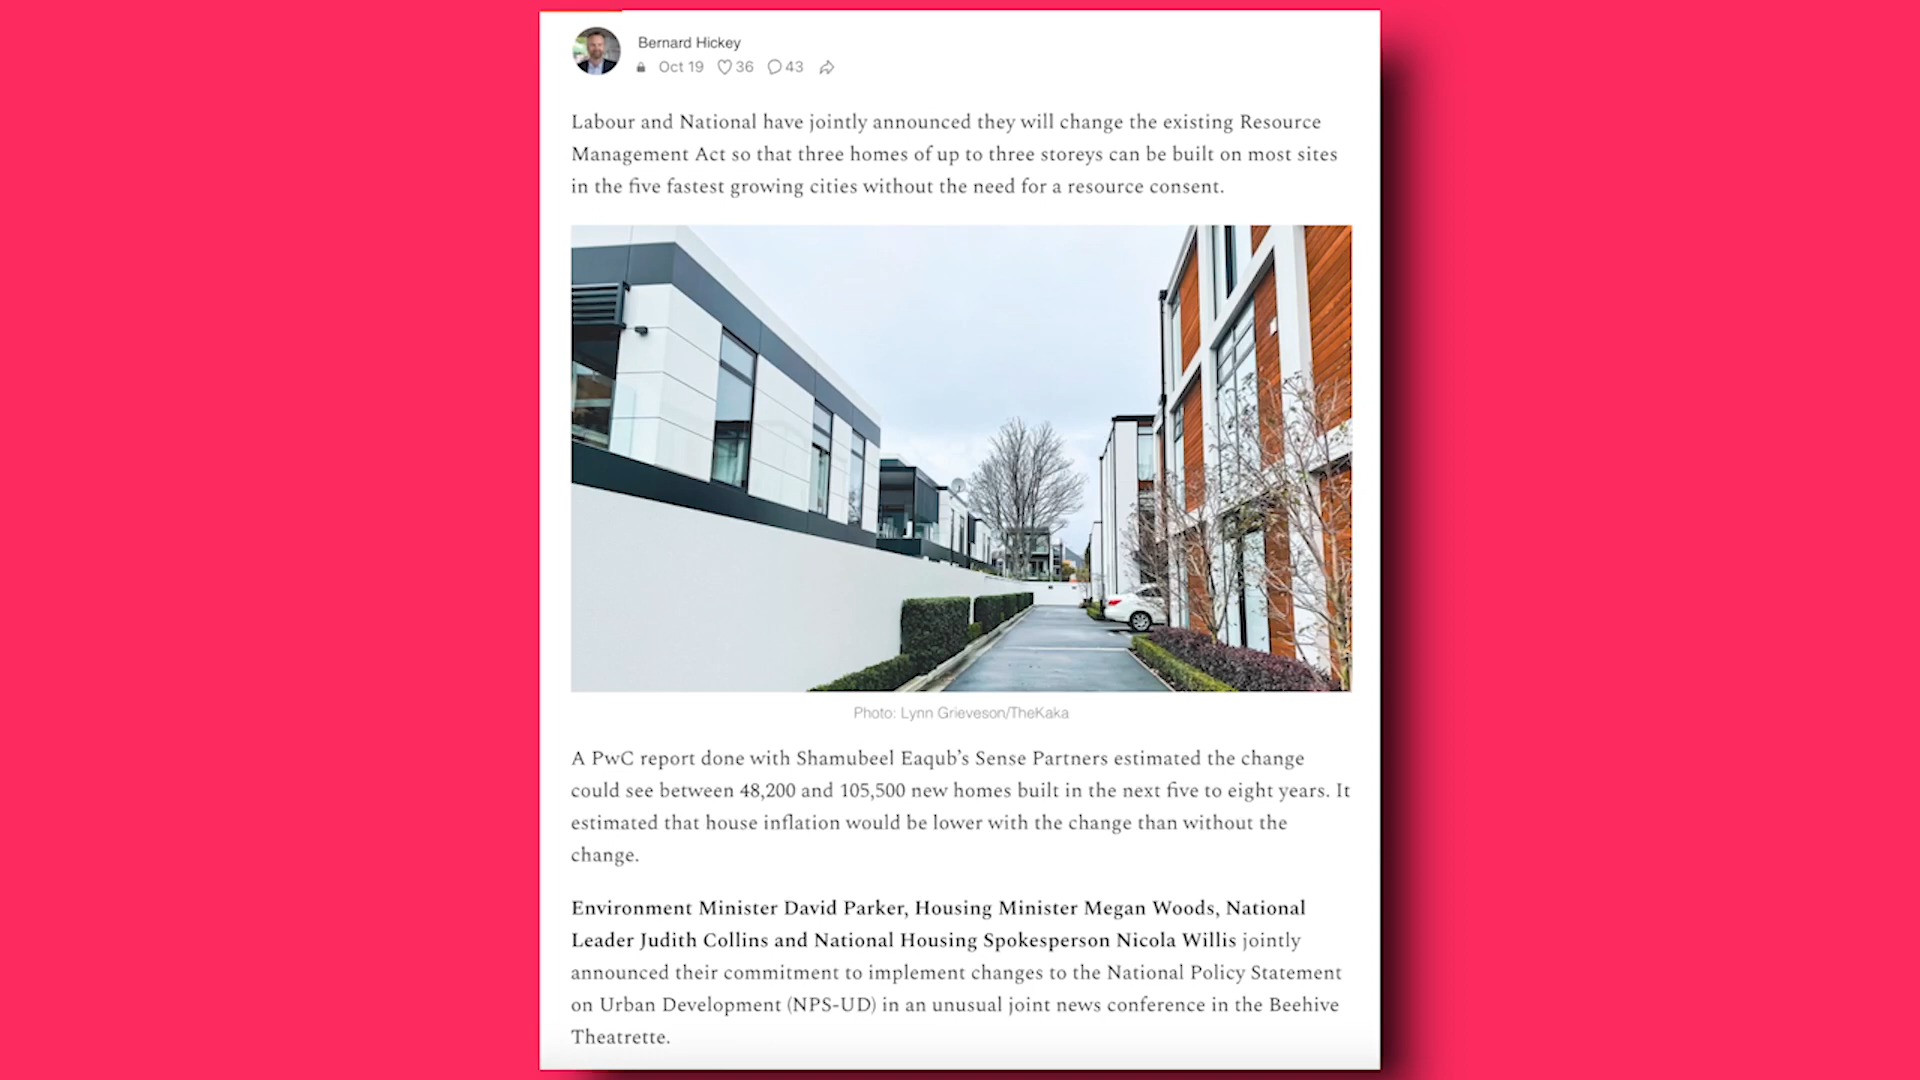 Bernard Hickey
Oct 19 36 43
Labour and National have jointly announced they will change the existing Resource
Management Act so that three homes of up to three storeys can be built on most sites
in the five fastest growing cities without the need for a resource consent.
Photo: Lynn Grieveson/TheKaka
A PwC report done with Shamubeel Eaqub’s Sense Partners estimated the change
could see between 48,200 and 105,500 new homes built in the next five to eight years. It
estimated that house inflation would be lower with the change than without the
change.
Environment Minister David Parker, Housing Minister Megan Woods, National
Leader Judith Collins and National Housing Spokesperson Nicola Willis jointly
announced their commitment to implement changes to the National Policy Statement
on Urban Development (NPS-UD) in an unusual joint news conference in the Beehive
Theatrette.